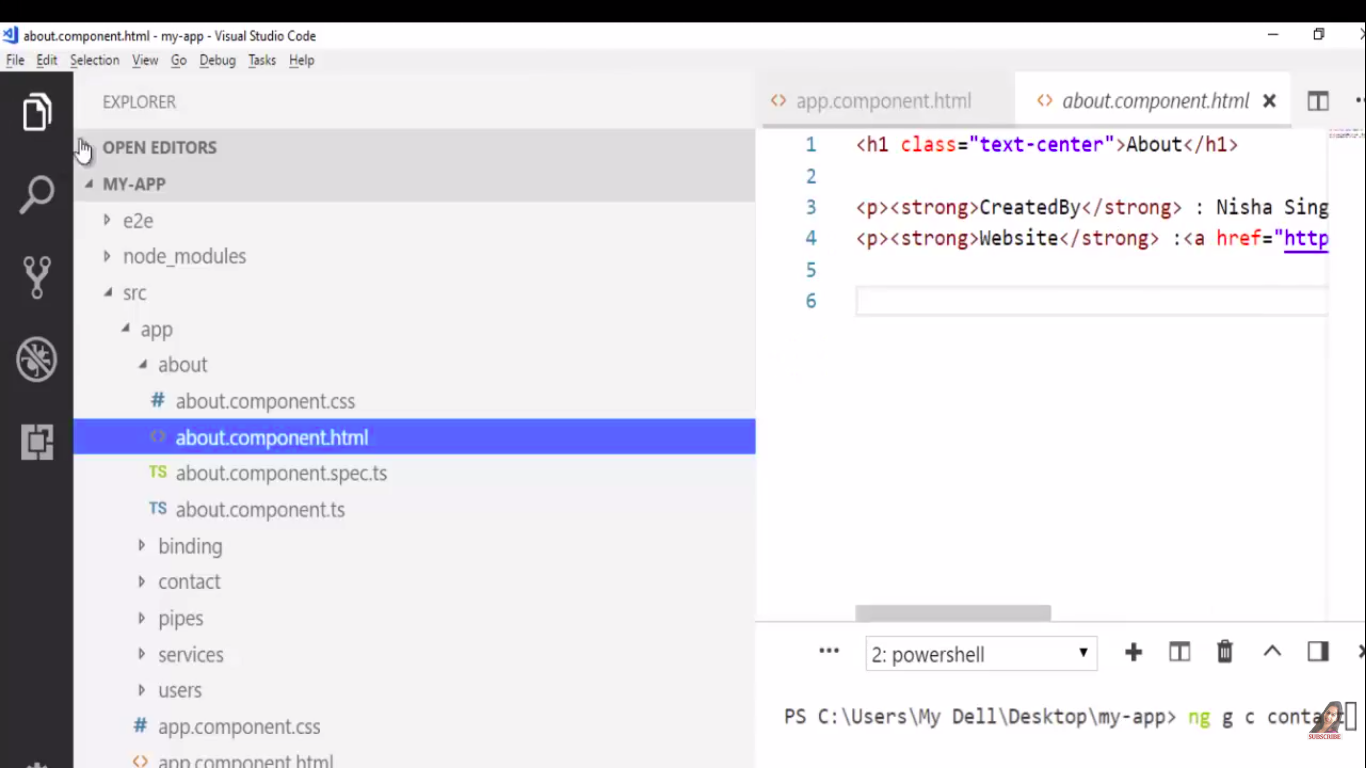 about.component.html - my-app - Visual Studio Code
File Edit Selection View Go Debug Tasks Help
EXPLORER
OPEN EDITORS
MY-APP
e2e
node_modules
src
app
about
# about.component.css
<> about.component.html
TS about.component.spec.ts
TS about.component.ts
binding
contact
pipes
services
users
# app.component.css
<> app.component.html
<> app.component.html <> about.component.html
1 <h1 class="text-center">About</h1>
2
3 <p><strong>CreatedBy</strong> : Nisha Sing
4 <p><strong>Website</strong> :<a href="http
5
6
2: powershell
PS C:\Users\My Dell\Desktop\my-app> ng g c contact
SUBSCRIBE